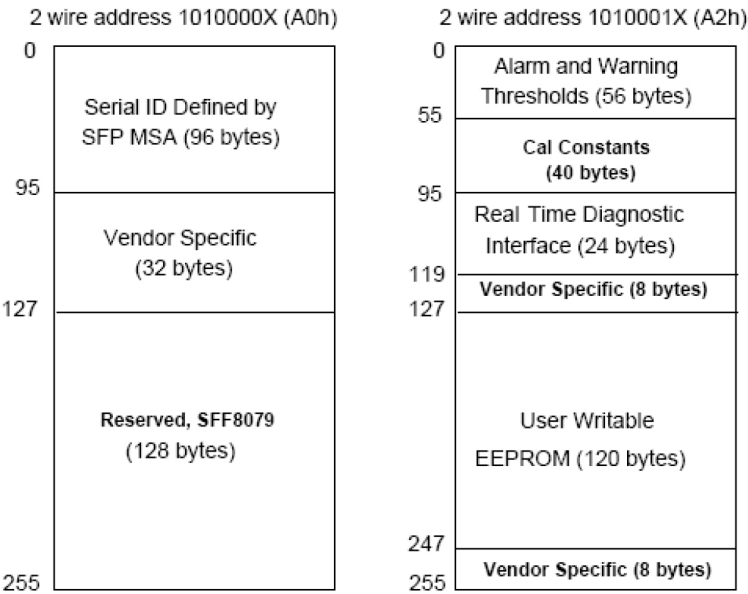 2 wire address 1010000X (A0h)
0
Serial ID Defined by
SFP MSA (96 bytes)
95
Vendor Specific
(32 bytes)
127
Reserved, SFF8079
(128 bytes)
255
2 wire address 1010001X (A2h)
0
Alarm and Warning
Thresholds (56 bytes)
55
Cal Constants
(40 bytes)
95
Real Time Diagnostic
Interface (24 bytes)
119
Vendor Specific (8 bytes)
127
User Writable
EEPROM (120 bytes)
247
Vendor Specific (8 bytes)
255